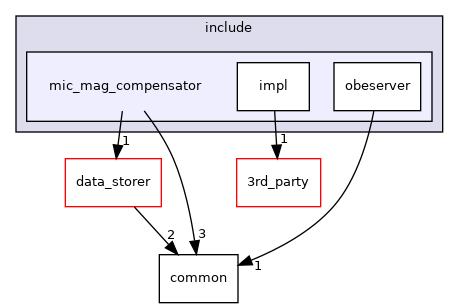 include
mic_mag_compensator
impl
obeserver
1
1
data_storer
3rd_party
2
3
1
common